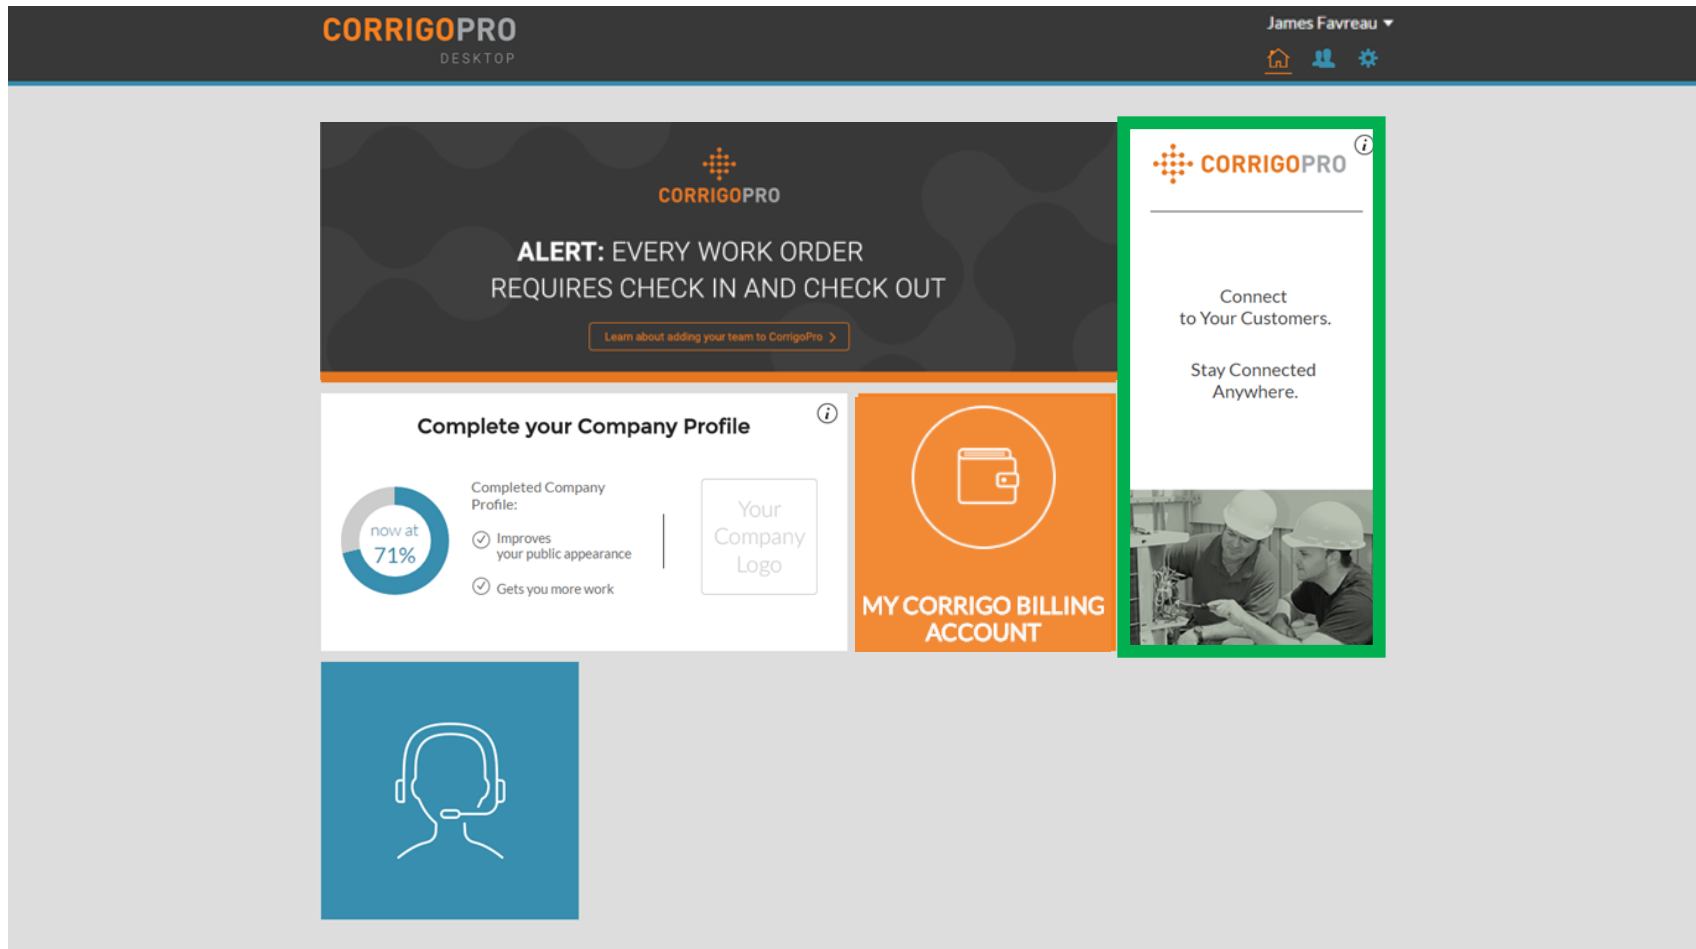 CORRIGOPRO
DESKTOP
James Favreau
CORRIGOPRO
ALERT: EVERY WORK ORDER
REQUIRES CHECK IN AND CHECK OUT
Learn about adding your team to CorrigoPro >
CORRIGOPRO
i
Connect
to Your Customers.
Stay Connected
Anywhere.
Complete your Company Profile
i
now at
71%
Completed Company
Profile:
Improves
your public appearance
Gets you more work
Your
Company
Logo
MY CORRIGO BILLING
ACCOUNT